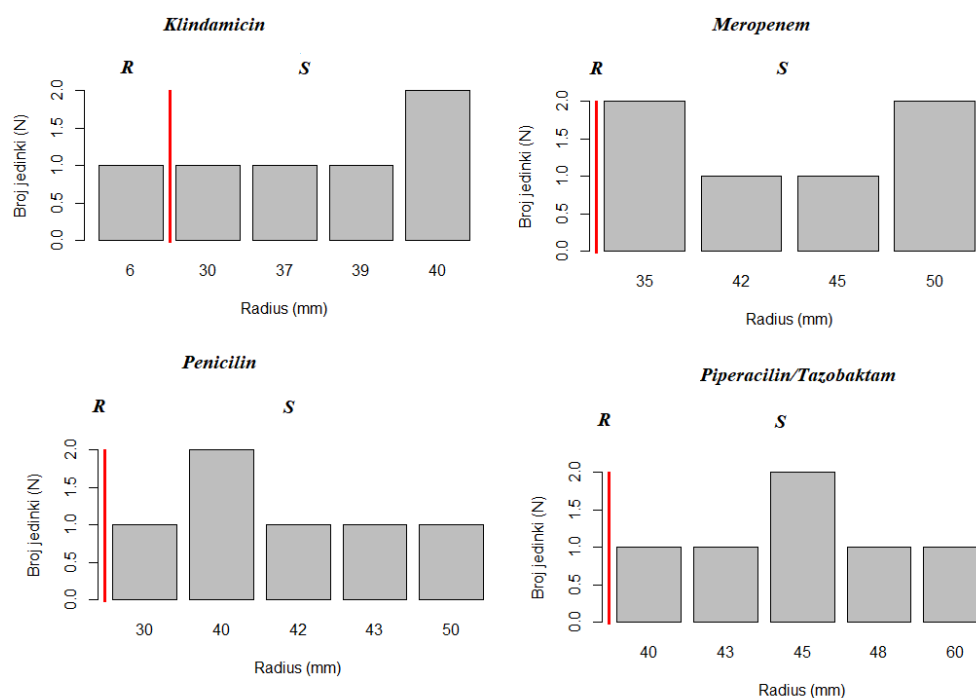 Klindamicin
R S
Broj jedinki (N)
2.0
1.5
1.0
0.5
0.0
6 30 37 39 40
Radius (mm)
Meropenem
R S
Broj jedinki (N)
2.0
1.5
1.0
0.5
0.0
35 42 45 50
Radius (mm)
Penicilin
R S
Broj jedinki (N)
2.0
1.5
1.0
0.5
0.0
30 40 42 43 50
Radius (mm)
Piperacilin/Tazobaktam
R S
Broj jedinki (N)
2.0
1.5
1.0
0.5
0.0
40 43 45 48 60
Radius (mm)